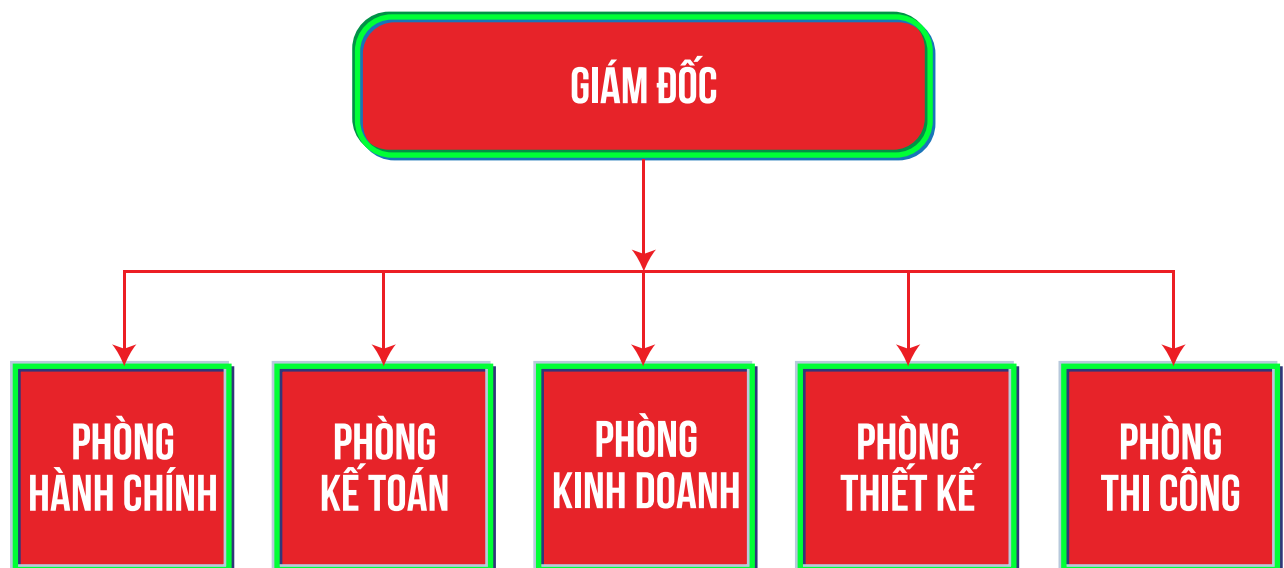 GIÁM ĐỐC
PHÒNG
HÀNH CHÍNH
PHÒNG
KẾ TOÁN
PHÒNG
KINH DOANH
PHÒNG
THIẾT KẾ
PHÒNG
THI CÔNG